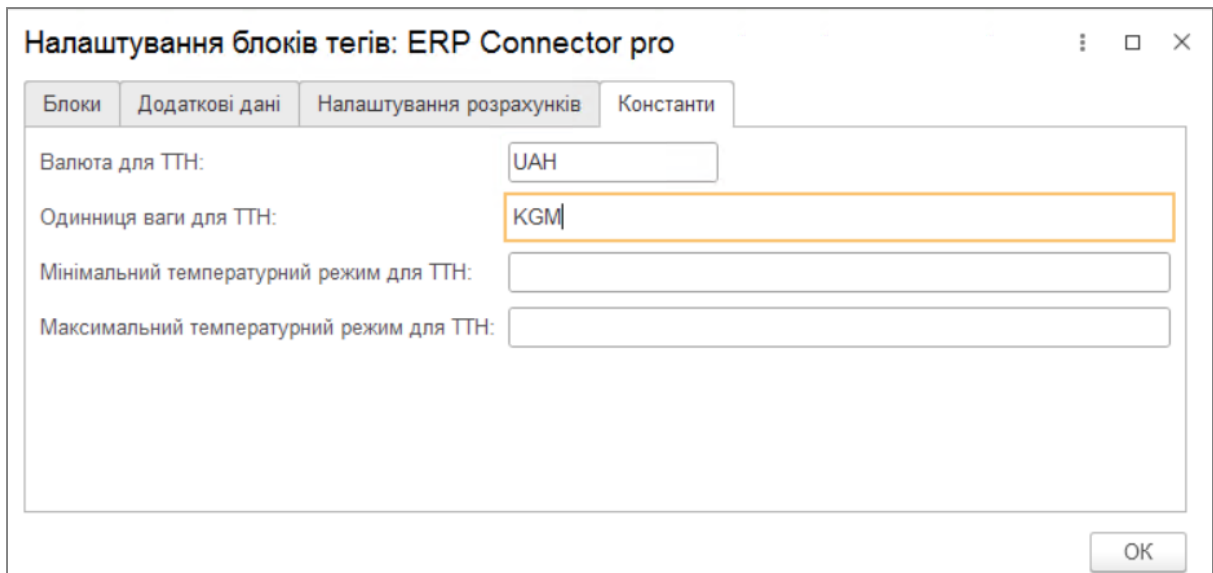 Налаштування блоків тегів: ERP Connector pro
Блоки Додаткові дані Налаштування розрахунків Константи
Валюта для ТТН: UAH
Одинниця ваги для ТТН: KGM
Мінімальний температурний режим для ТТН:
Максимальний температурний режим для ТТН:
ОК